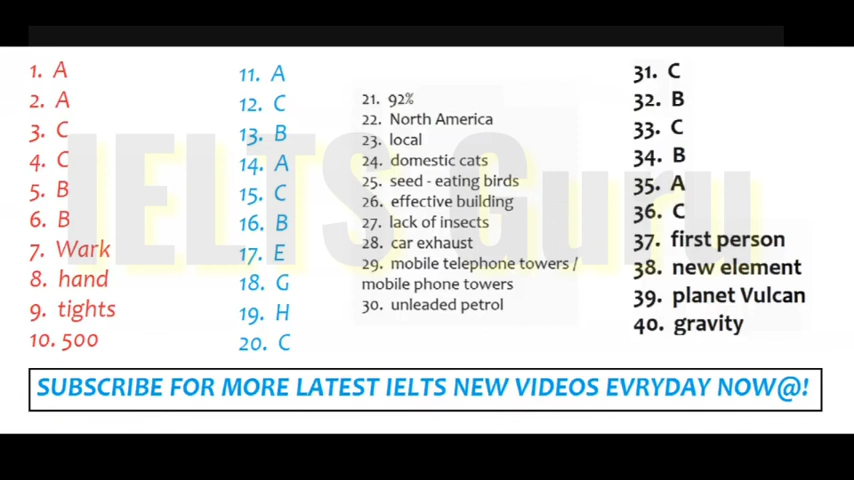 1. A
2. A
3. C
4. C
5. B
6. B
7. Wark
8. hand
9. tights
10. 500
11. A
12. C
13. B
14. A
15. C
16. B
17. E
18. G
19. H
20. C
21. 92%
22. North America
23. local
24. domestic cats
25. seed - eating birds
26. effective building
27. lack of insects
28. car exhaust
29. mobile telephone towers /
mobile phone towers
30. unleaded petrol
31. C
32. B
33. C
34. B
35. A
36. C
37. first person
38. new element
39. planet Vulcan
40. gravity
IELTS Guru
SUBSCRIBE FOR MORE LATEST IELTS NEW VIDEOS EVRYDAY NOW@!